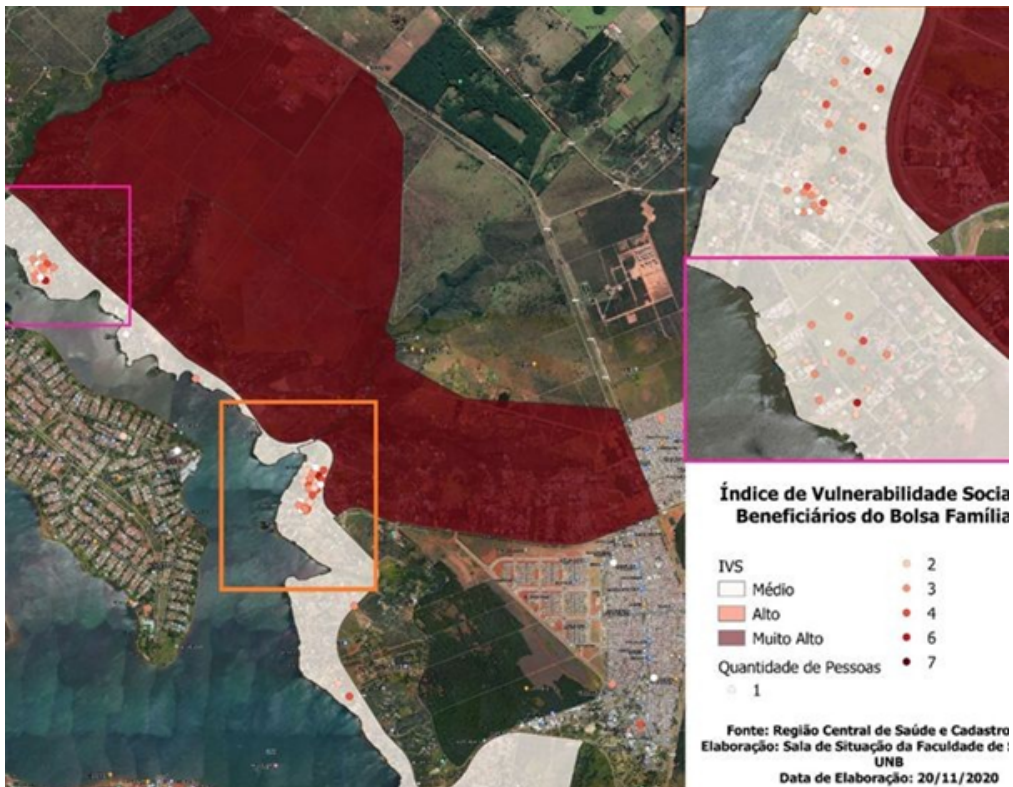 Índice de Vulnerabilidade Socia
Beneficiários do Bolsa Família
IVS
Médio
Alto
Muito Alto
Quantidade de Pessoas
1
2
3
4
6
7
Fonte: Região Central de Saúde e Cadastro
Elaboração: Sala de Situação da Faculdade de
UNB
Data de Elaboração: 20/11/2020